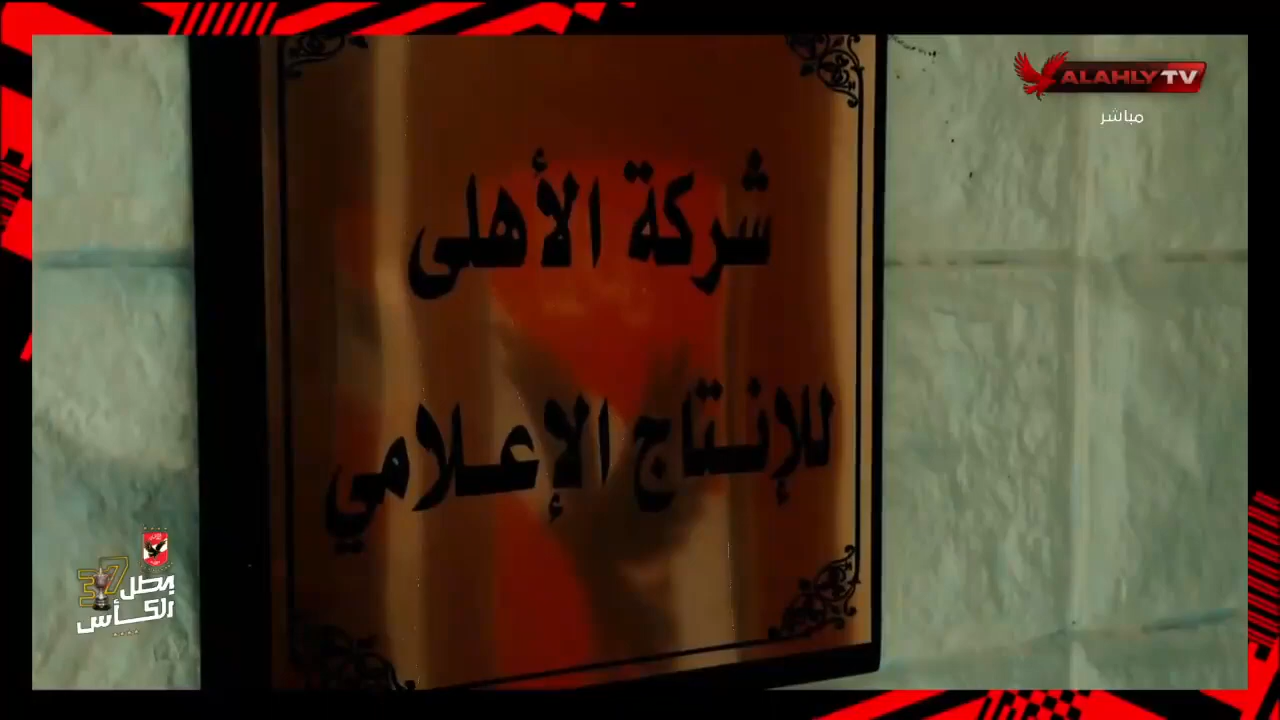 ALAHLY TV
مباشر
شركة الأهلى
للإنتاج الإعلامي
37
بطل
الكأس